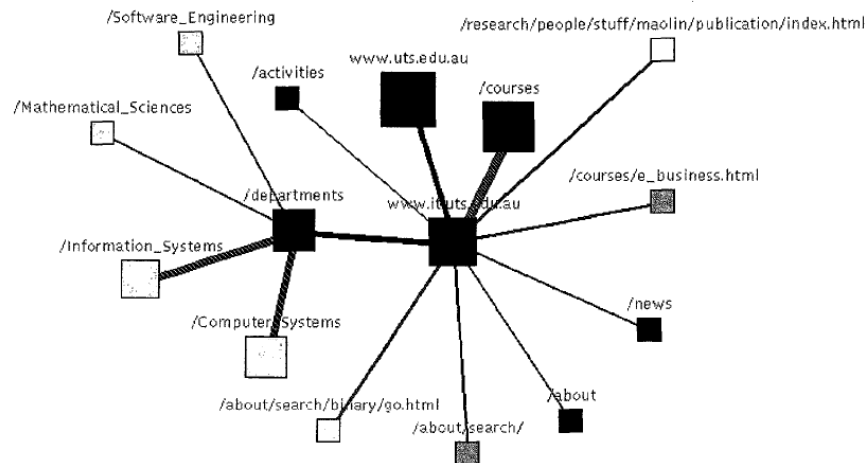 /Software_Engineering
/research/people/stuff/maolin/publication/index.html
www.uts.edu.au
/activities
/courses
/Mathematical_Sciences
/courses/e_business.html
/departments
www.it.uts.edu.au
/Information_Systems
/news
/Computer_Systems
/about
/about/search/binary/go.html
/about/search/